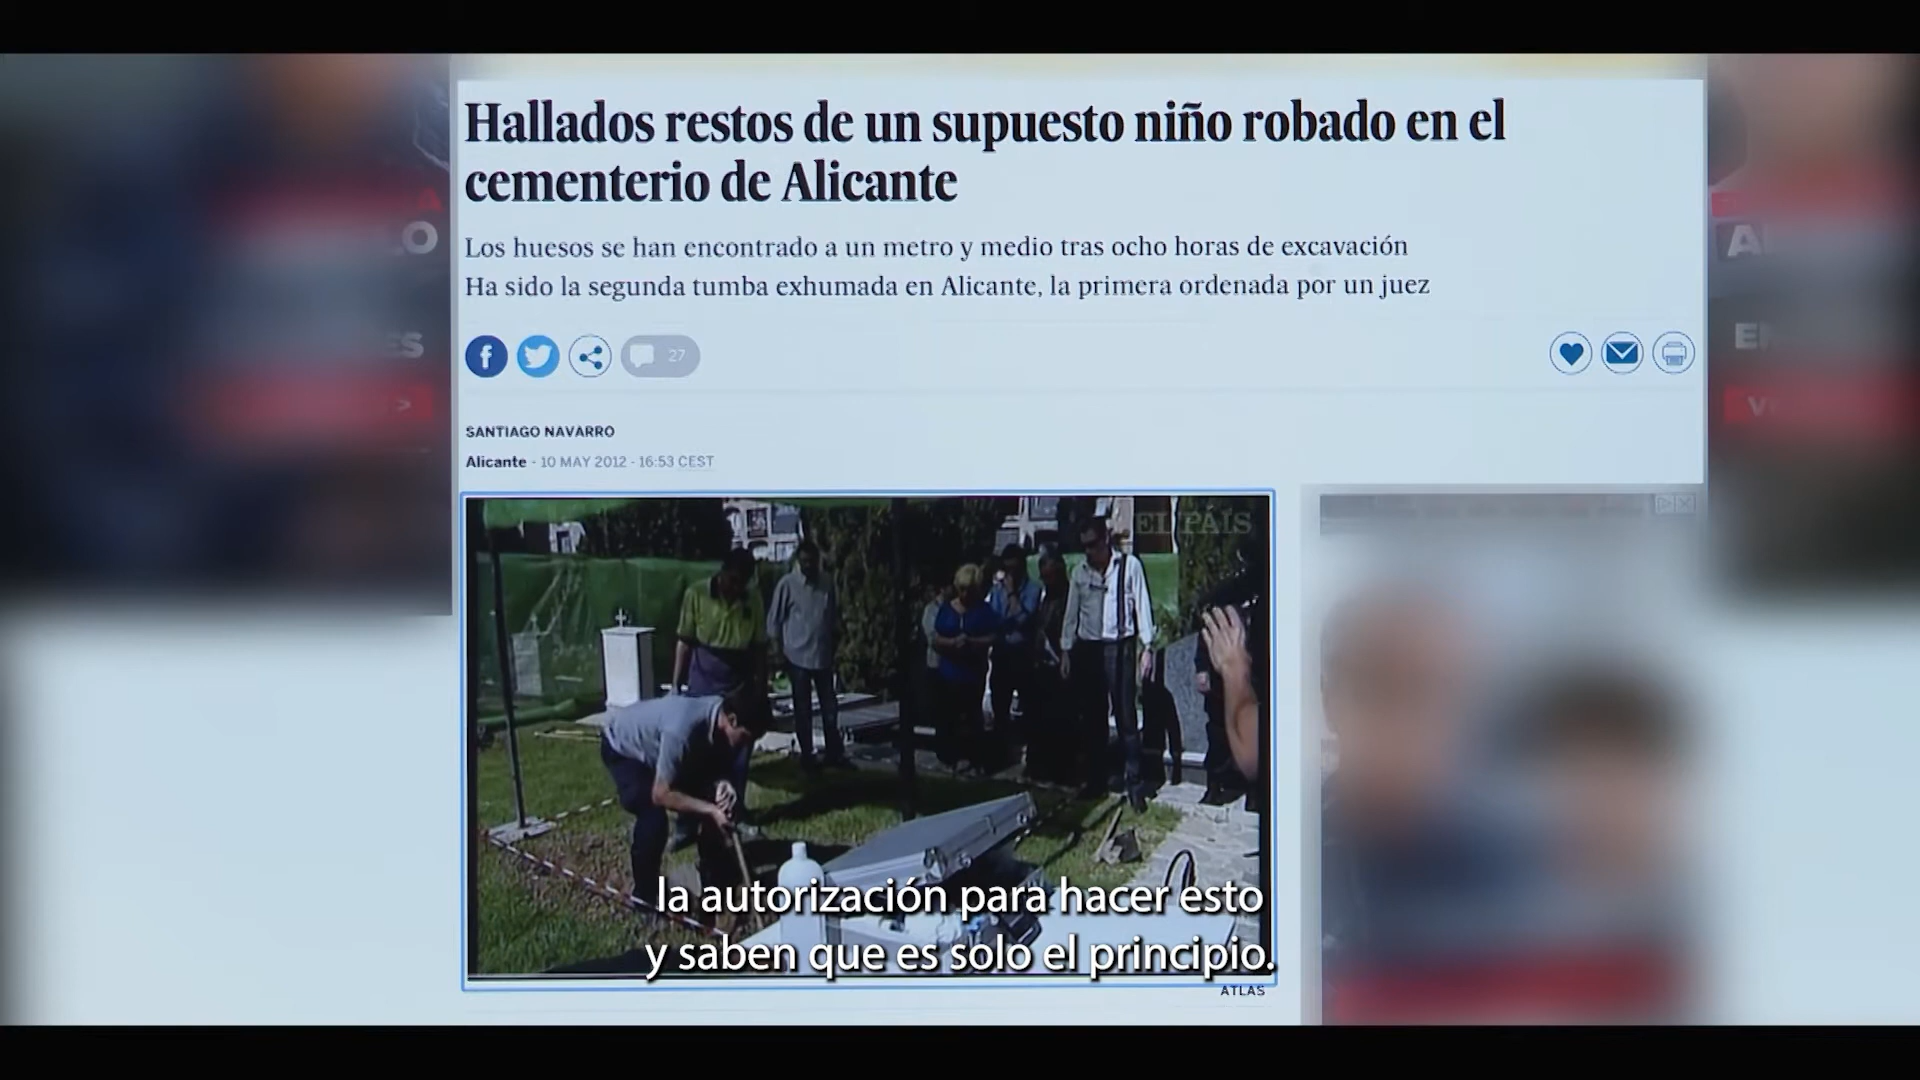 Hallados restos de un supuesto niño robado en el
cementerio de Alicante
Los huesos se han encontrado a un metro y medio tras ocho horas de excavación
Ha sido la segunda tumba exhumada en Alicante, la primera ordenada por un juez
27
SANTIAGO NAVARRO
Alicante - 10 MAY 2012 - 16:53 CEST
EL PAÍS
la autorización para hacer esto
y saben que es solo el principio.
ATLAS